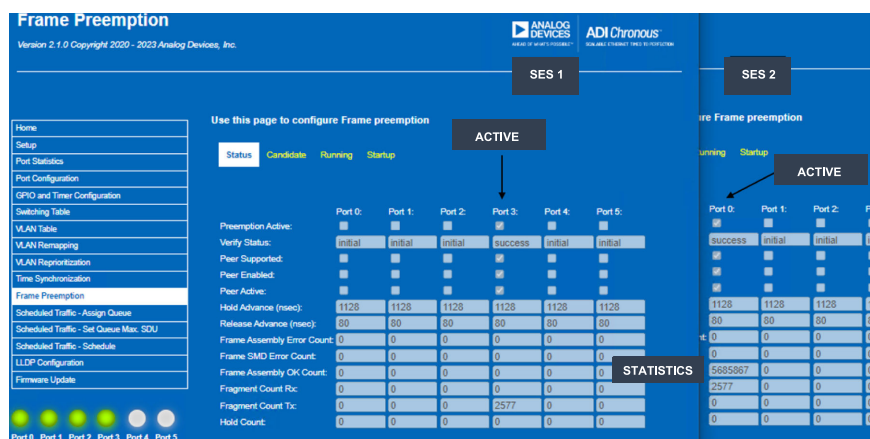 Frame Preemption
Version 2.1.0 Copyright 2020 - 2023 Analog Devices, Inc.
ANALOG DEVICES
AHEAD OF WHAT'S POSSIBLE™
ADI Chronous™
SCALABLE ETHERNET TIMED TO PERFECTION
SES 1
SES 2
Use this page to configure Frame preemption
ure Frame preemption
ACTIVE
Status Candidate Running Startup
unning Startup
ACTIVE
Home
Setup
Port Statistics
Port Configuration
GPIO and Timer Configuration
Switching Table
VLAN Table
VLAN Remapping
VLAN Reprioritization
Time Synchronization
Frame Preemption
Scheduled Traffic - Assign Queue
Scheduled Traffic - Set Queue Max. SDU
Scheduled Traffic - Schedule
LLDP Configuration
Firmware Update
Port 0 Port 1 Port 2 Port 3 Port 4 Port 5
Port 0: Port 1: Port 2: Port 3: Port 4: Port 5:
Preemption Active:
Verify Status: initial initial initial success initial initial
Peer Supported:
Peer Enabled:
Peer Active:
Hold Advance (nsec): 1128 1128 1128 1128 1128 1128
Release Advance (nsec): 80 80 80 80 80 80
Frame Assembly Error Count: 0 0 0 0 0 0
Frame SMD Error Count: 0 0 0 0 0 0
Frame Assembly OK Count: 0 0 0 0 0 0
Fragment Count Rx: 0 0 0 0 0 0
Fragment Count Tx: 0 0 0 2577 0 0
Hold Count: 0 0 0 0 0 0
STATISTICS
Port 0: Port 1: Port 2:
success initial initial
1128 1128 1128
80 80 80
0 0 0
0 0 0
5685867 0 0
2577 0 0
0 0 0
0 0 0